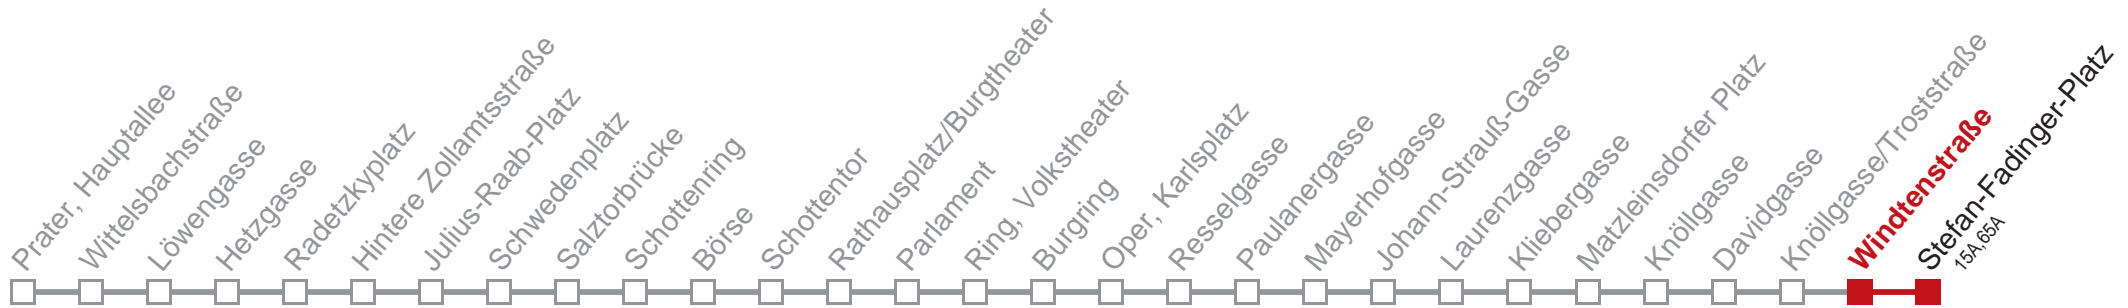 Prater, Hauptallee
Wittelsbachstraße
Löwengasse
Hetzgasse
Radetzkyplatz
Hintere Zollamtsstraße
Julius-Raab-Platz
Schwedenplatz
Salztorbrücke
Schottenring
Börse
Schottentor
Rathausplatz/Burgtheater
Parlament
Ring, Volkstheater
Burgring
Oper, Karlsplatz
Resselgasse
Paulanergasse
Mayerhofgasse
Johann-Strauß-Gasse
Laurenzgasse
Kliebergasse
Matzleinsdorfer Platz
Knöllgasse
Davidgasse
Knöllgasse/Troststraße
Windtenstraße
Stefan-Fadinger-Platz
15A, 65A